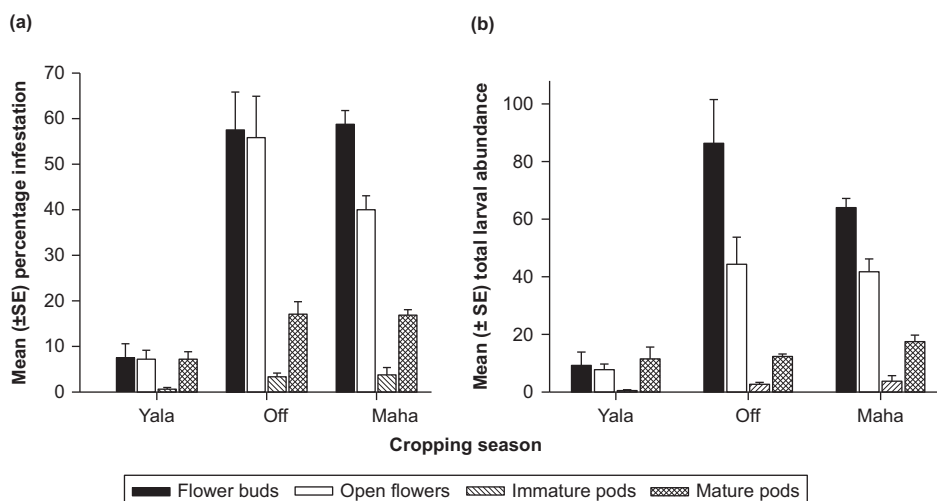 (a)
Mean (±SE) percentage infestation
70
60
50
40
30
20
10
0
Yala Off Maha
(b)
Mean (± SE) total larval abundance
100
80
60
40
20
0
Yala Off Maha
Cropping season
Flower buds Open flowers Immature pods Mature pods